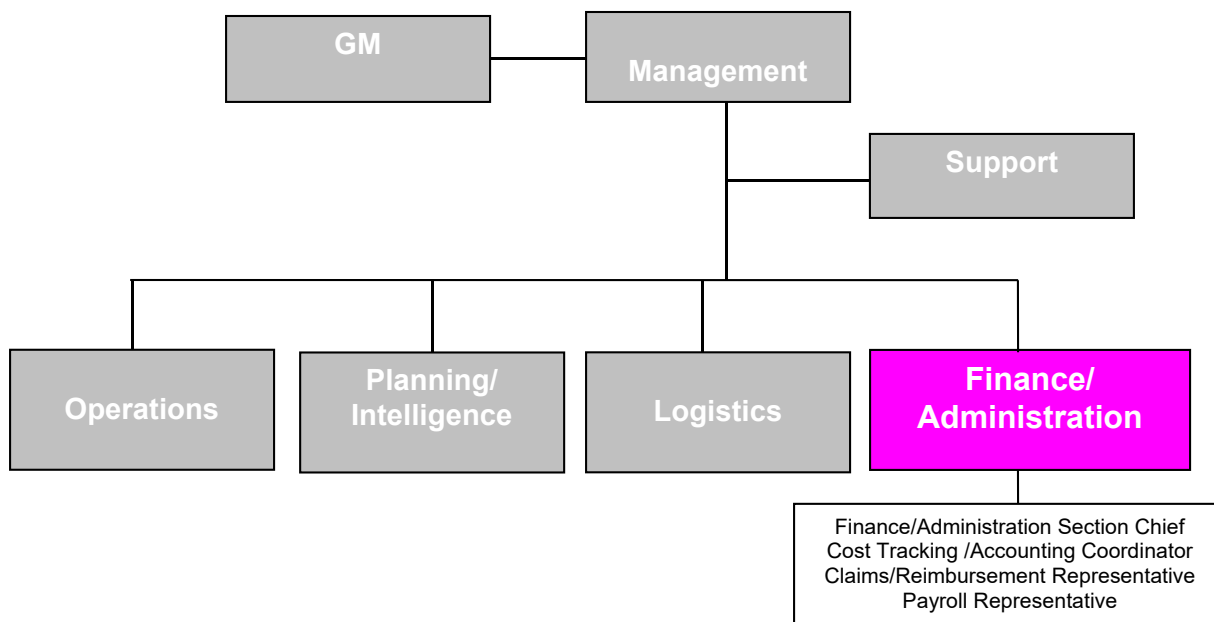 GM
Management
Support
Operations
Planning/
Intelligence
Logistics
Finance/
Administration
Finance/Administration Section Chief
Cost Tracking /Accounting Coordinator
Claims/Reimbursement Representative
Payroll Representative